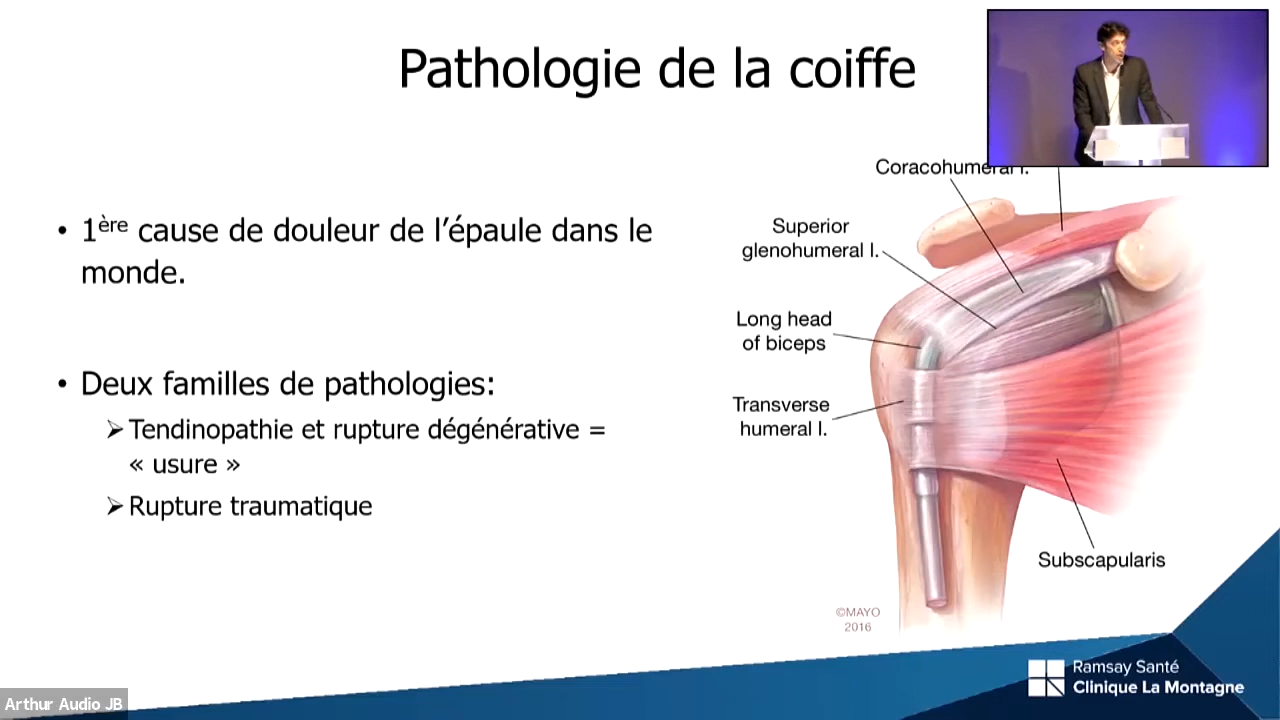 Pathologie de la coiffe
• 1ère cause de douleur de l’épaule dans le
monde.
• Deux familles de pathologies:
➢ Tendinopathie et rupture dégénérative =
« usure »
➢ Rupture traumatique
Coracohumeral l.
Superior
glenohumeral l.
Long head
of biceps
Transverse
humeral l.
Subscapularis
©MAYO
2016
Ramsay Santé
Clinique La Montagne
Arthur Audio JB